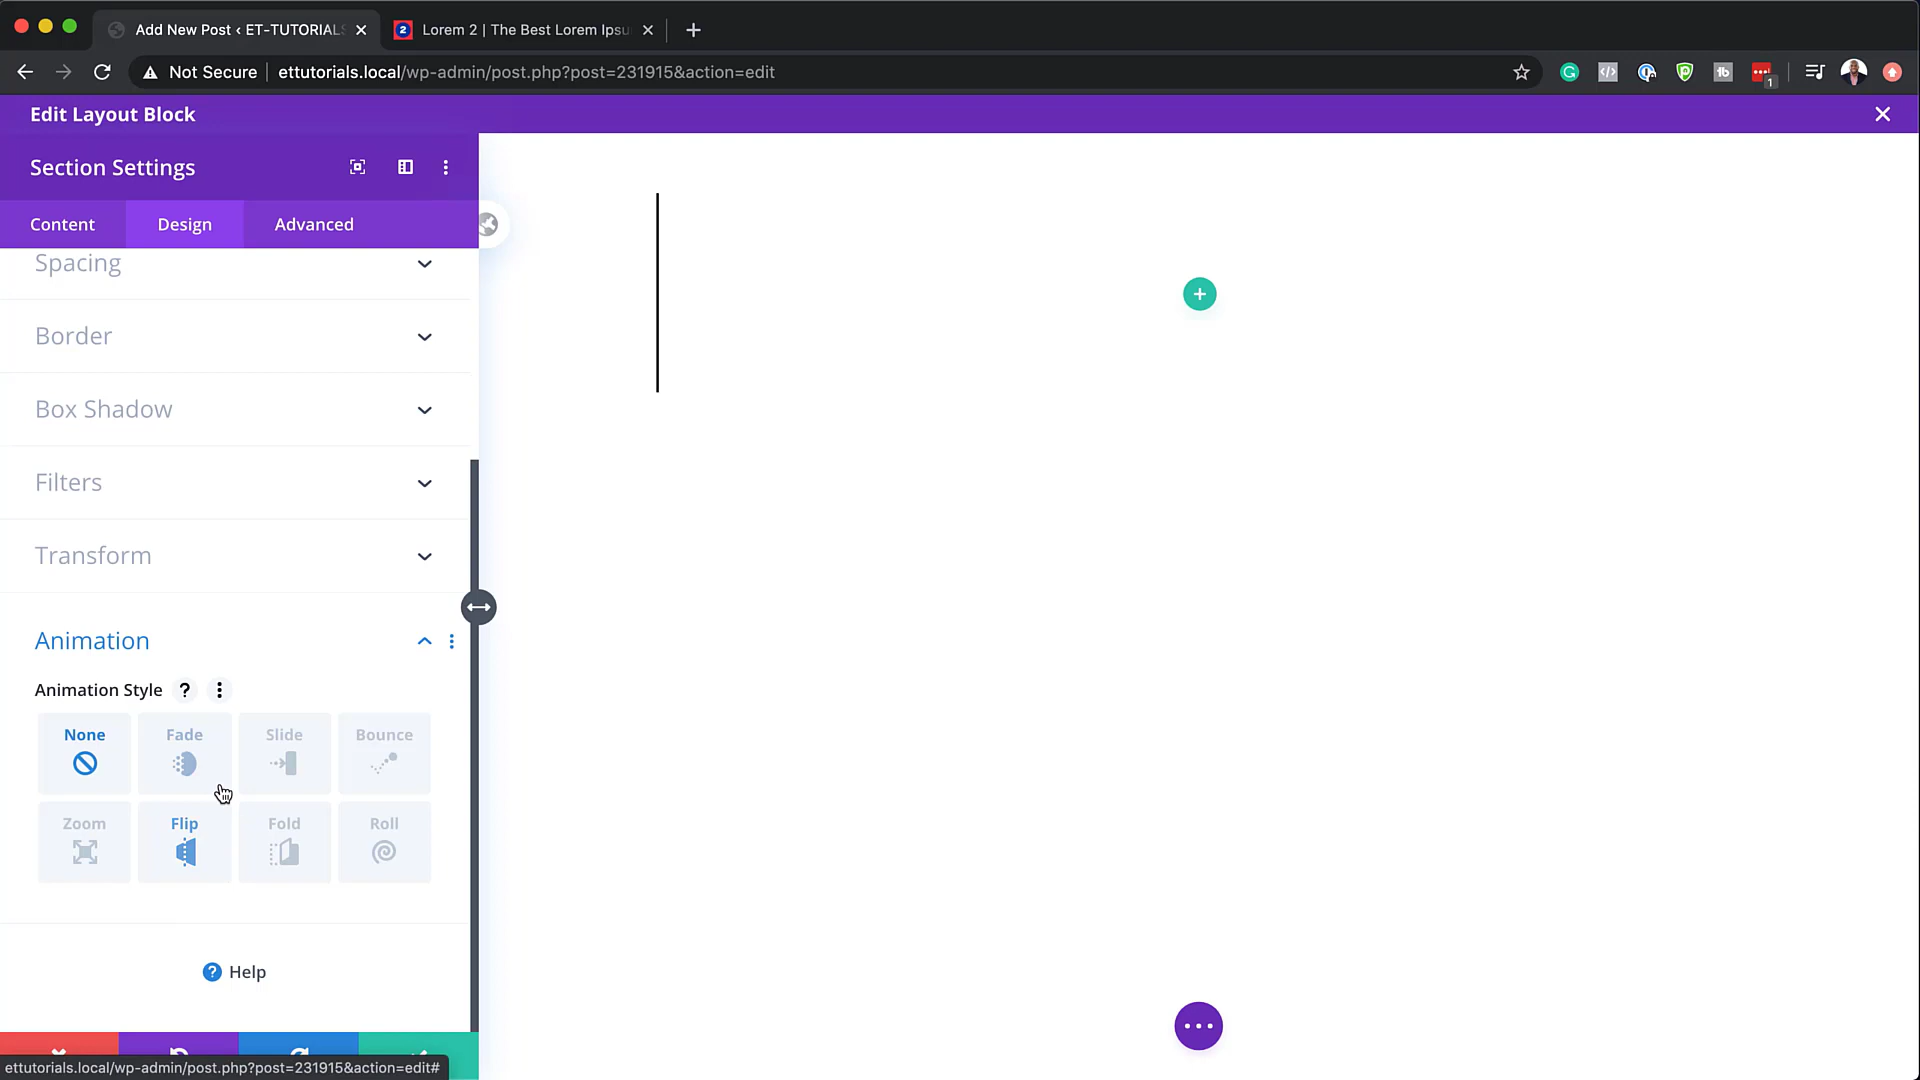 Add New Post ‹ ET-TUTORIALS
Lorem 2 | The Best Lorem Ipsu
Not Secure
ettutorials.local/wp-admin/post.php?post=231915&action=edit
1
Edit Layout Block
Section Settings
Content
Design
Advanced
Spacing
Border
Box Shadow
Filters
Transform
Animation
Animation Style ?
None
Fade
Slide
Bounce
Zoom
Flip
Fold
Roll
? Help
ettutorials.local/wp-admin/post.php?post=231915&action=edit#